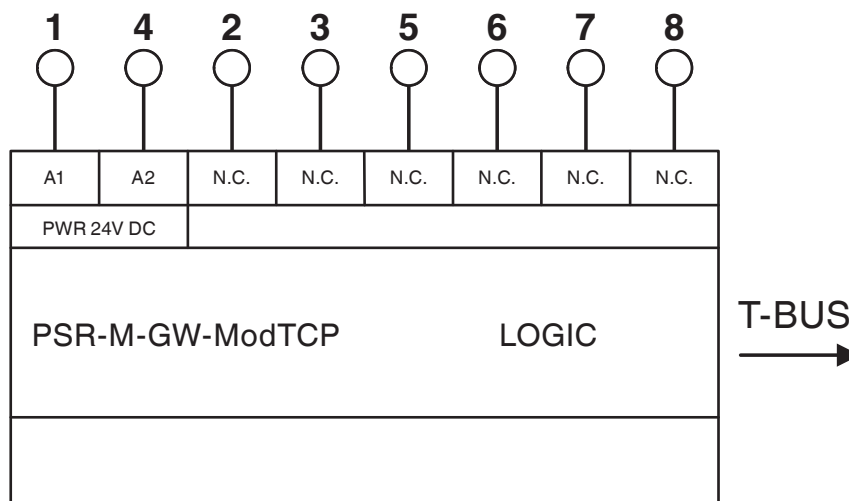 1 4 2 3 5 6 7 8
A1 A2 N.C. N.C. N.C. N.C. N.C. N.C.
PWR 24V DC
PSR-M-GW-ModTCP LOGIC
T-BUS